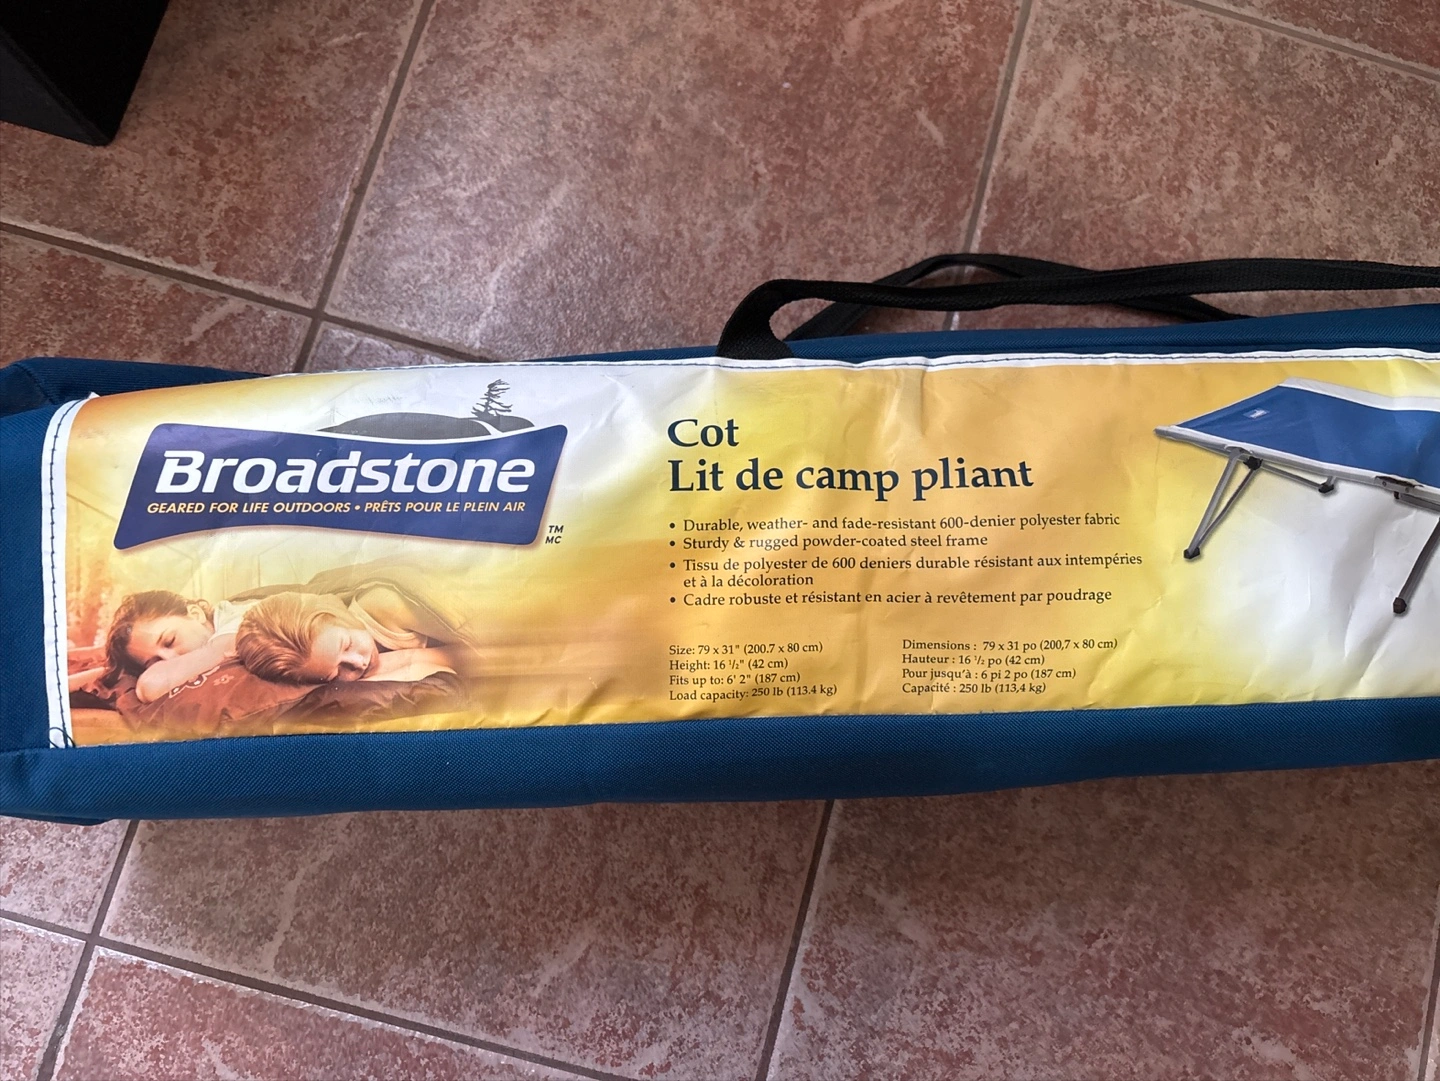 Broadstone
GEARED FOR LIFE OUTDOORS • PRÊTS POUR LE PLEIN AIR
TM
MC
Cot
Lit de camp pliant
• Durable, weather- and fade-resistant 600-denier polyester fabric
• Sturdy & rugged powder-coated steel frame
• Tissu de polyester de 600 deniers durable résistant aux intempéries
et à la décoloration
• Cadre robuste et résistant en acier à revêtement par poudrage
Size: 79 x 31" (200.7 x 80 cm)
Height: 16 ½" (42 cm)
Fits up to: 6' 2" (187 cm)
Load capacity: 250 lb (113.4 kg)
Dimensions : 79 x 31 po (200,7 x 80 cm)
Hauteur : 16 ½ po (42 cm)
Pour jusqu'à : 6 pi 2 po (187 cm)
Capacité : 250 lb (113,4 kg)